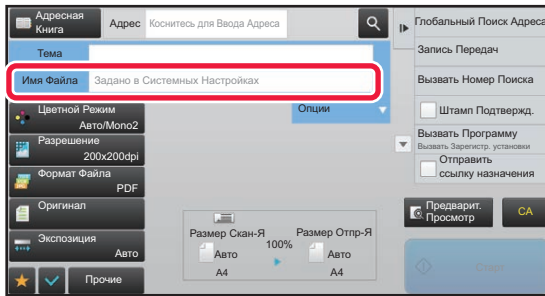 Адресная Книга
Адрес
Коснитесь для Ввода Адреса
Тема
Имя Файла
Задано в Системных Настройках
Цветной Режим
Авто/Mono2
Разрешение
200x200dpi
Формат Файла
PDF
Оригинал
Экспозиция
Авто
Прочие
Опции
Размер Скан-Я
100%
Размер Отпр-Я
Авто
A4
Авто
A4
Глобальный Поиск Адреса
Запись Передач
Вызвать Номер Поиска
Штамп Подтвержд.
Вызвать Программу
Вызвать Зарегистр. установки
Отправить
ссылку назначения
Предварит.
Просмотр
CA
Старт